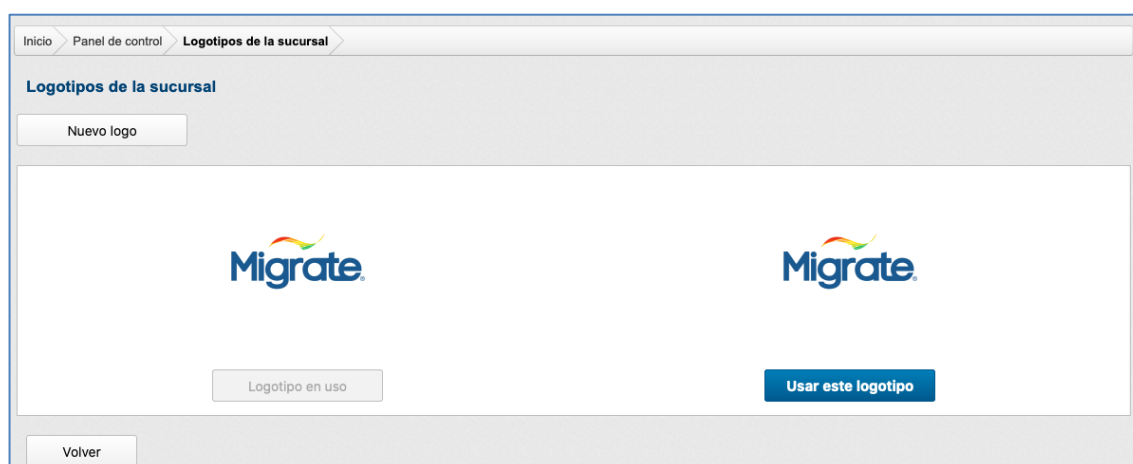 Inicio Panel de control Logotipos de la sucursal
Logotipos de la sucursal
Nuevo logo
Migrate® Migrate®
Logotipo en uso Usar este logotipo
Volver